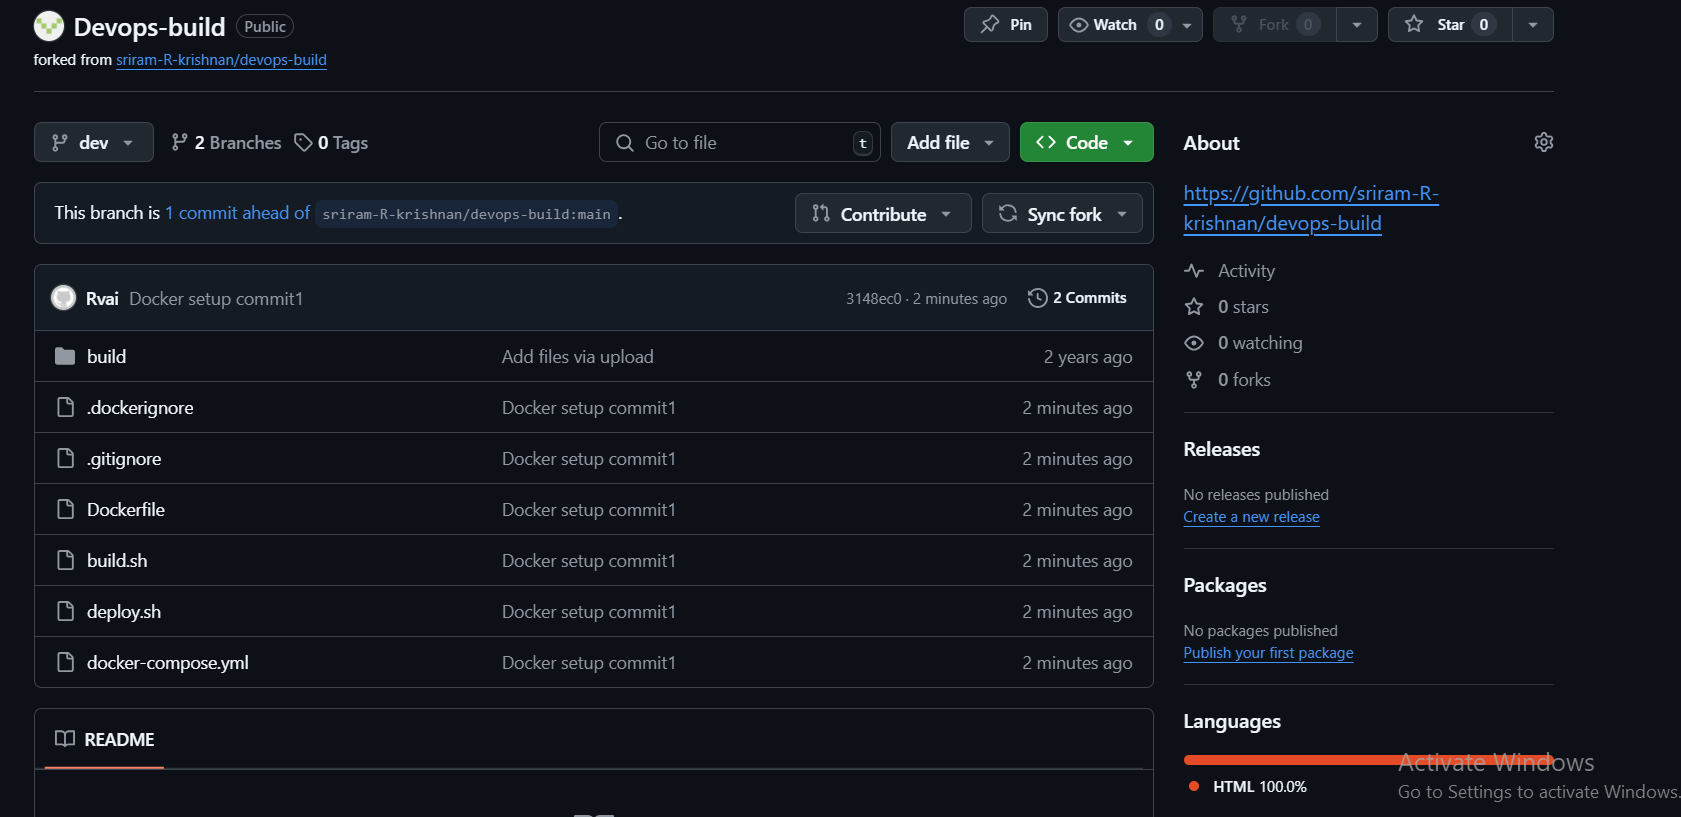 Devops-build Public
Pin
Watch 0
Fork 0
Star 0
forked from sriram-R-krishnan/devops-build
dev
2 Branches
0 Tags
Go to file
t
Add file
Code
This branch is 1 commit ahead of sriram-R-krishnan/devops-build:main .
Contribute
Sync fork
Rvai Docker setup commit1
3148ec0 · 2 minutes ago
2 Commits
build Add files via upload 2 years ago
.dockerignore Docker setup commit1 2 minutes ago
.gitignore Docker setup commit1 2 minutes ago
Dockerfile Docker setup commit1 2 minutes ago
build.sh Docker setup commit1 2 minutes ago
deploy.sh Docker setup commit1 2 minutes ago
docker-compose.yml Docker setup commit1 2 minutes ago
README
About
https://github.com/sriram-R-
krishnan/devops-build
Activity
0 stars
0 watching
0 forks
Releases
No releases published
Create a new release
Packages
No packages published
Publish your first package
Languages
HTML 100.0%
Activate Windows
Go to Settings to activate Windows.